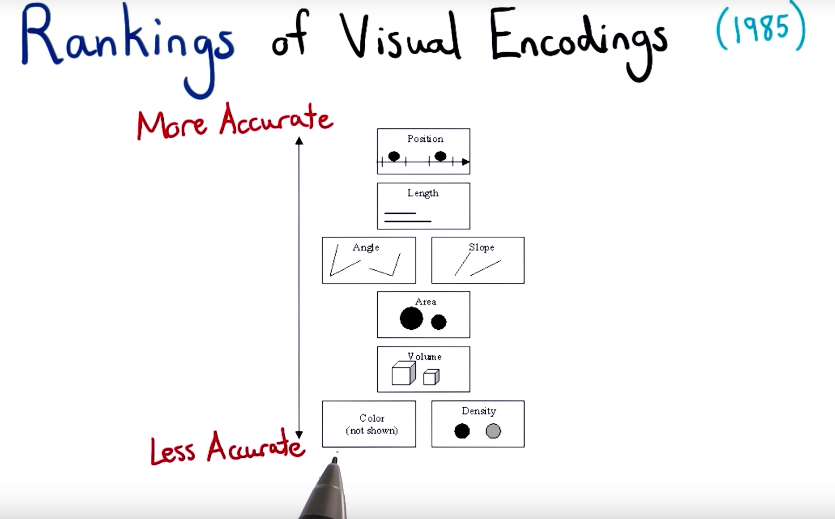 Rankings of Visual Encodings (1985)
More Accurate
Position
Length
Angle
Slope
Area
Volume
Color
(not shown)
Density
Less Accurate